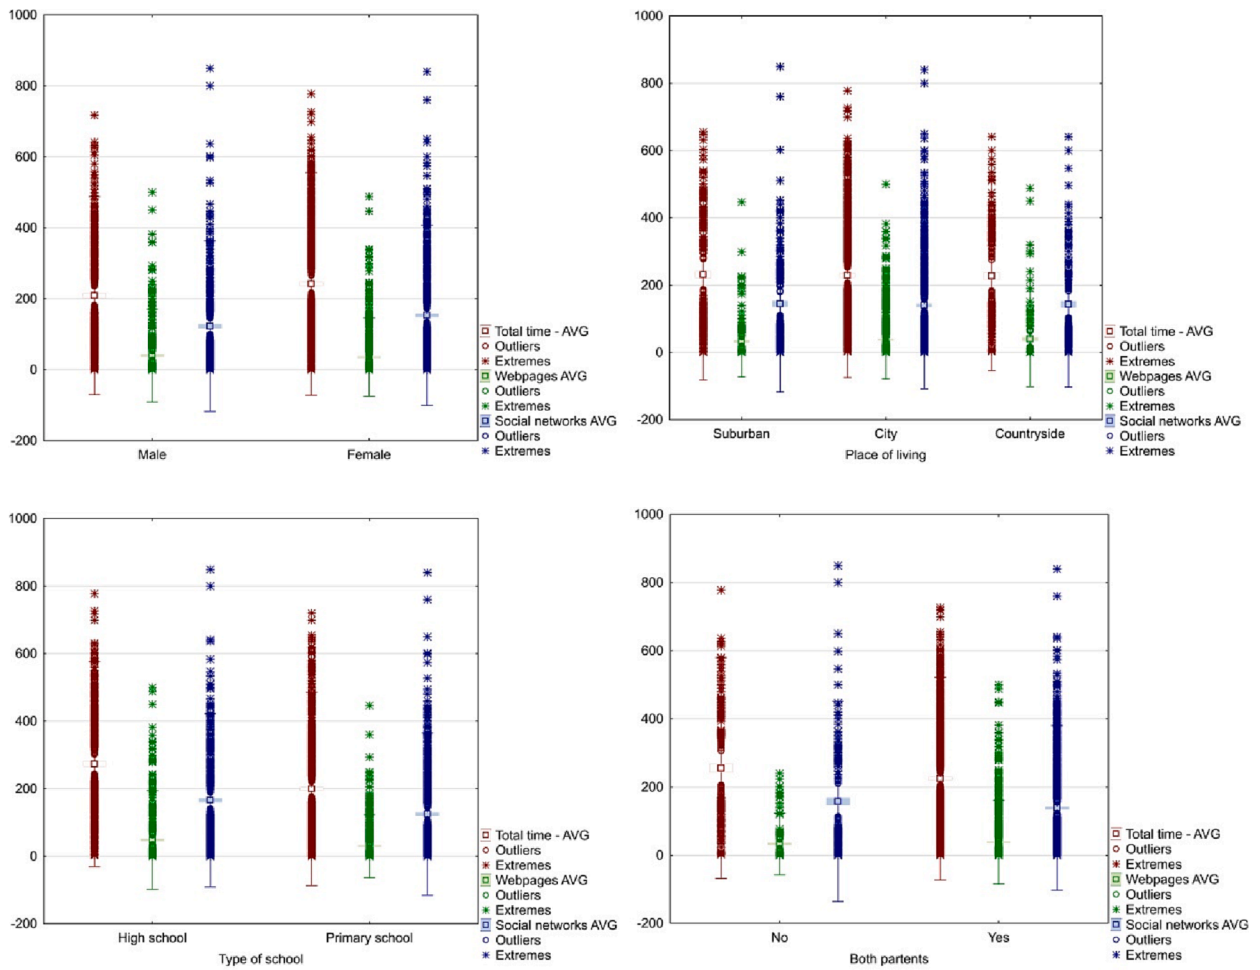 1000
800
600
400
200
0
-200
Male Female
Total time - AVG
Outliers
Extremes
Webpages AVG
Outliers
Extremes
Social networks AVG
Outliers
Extremes
1000
800
600
400
200
0
-200
Suburban City Countryside
Place of living
Total time - AVG
Outliers
Extremes
Webpages AVG
Outliers
Extremes
Social networks AVG
Outliers
Extremes
1000
800
600
400
200
0
-200
High school Primary school
Type of school
Total time - AVG
Outliers
Extremes
Webpages AVG
Outliers
Extremes
Social networks AVG
Outliers
Extremes
1000
800
600
400
200
0
-200
No Yes
Both partents
Total time - AVG
Outliers
Extremes
Webpages AVG
Outliers
Extremes
Social networks AVG
Outliers
Extremes